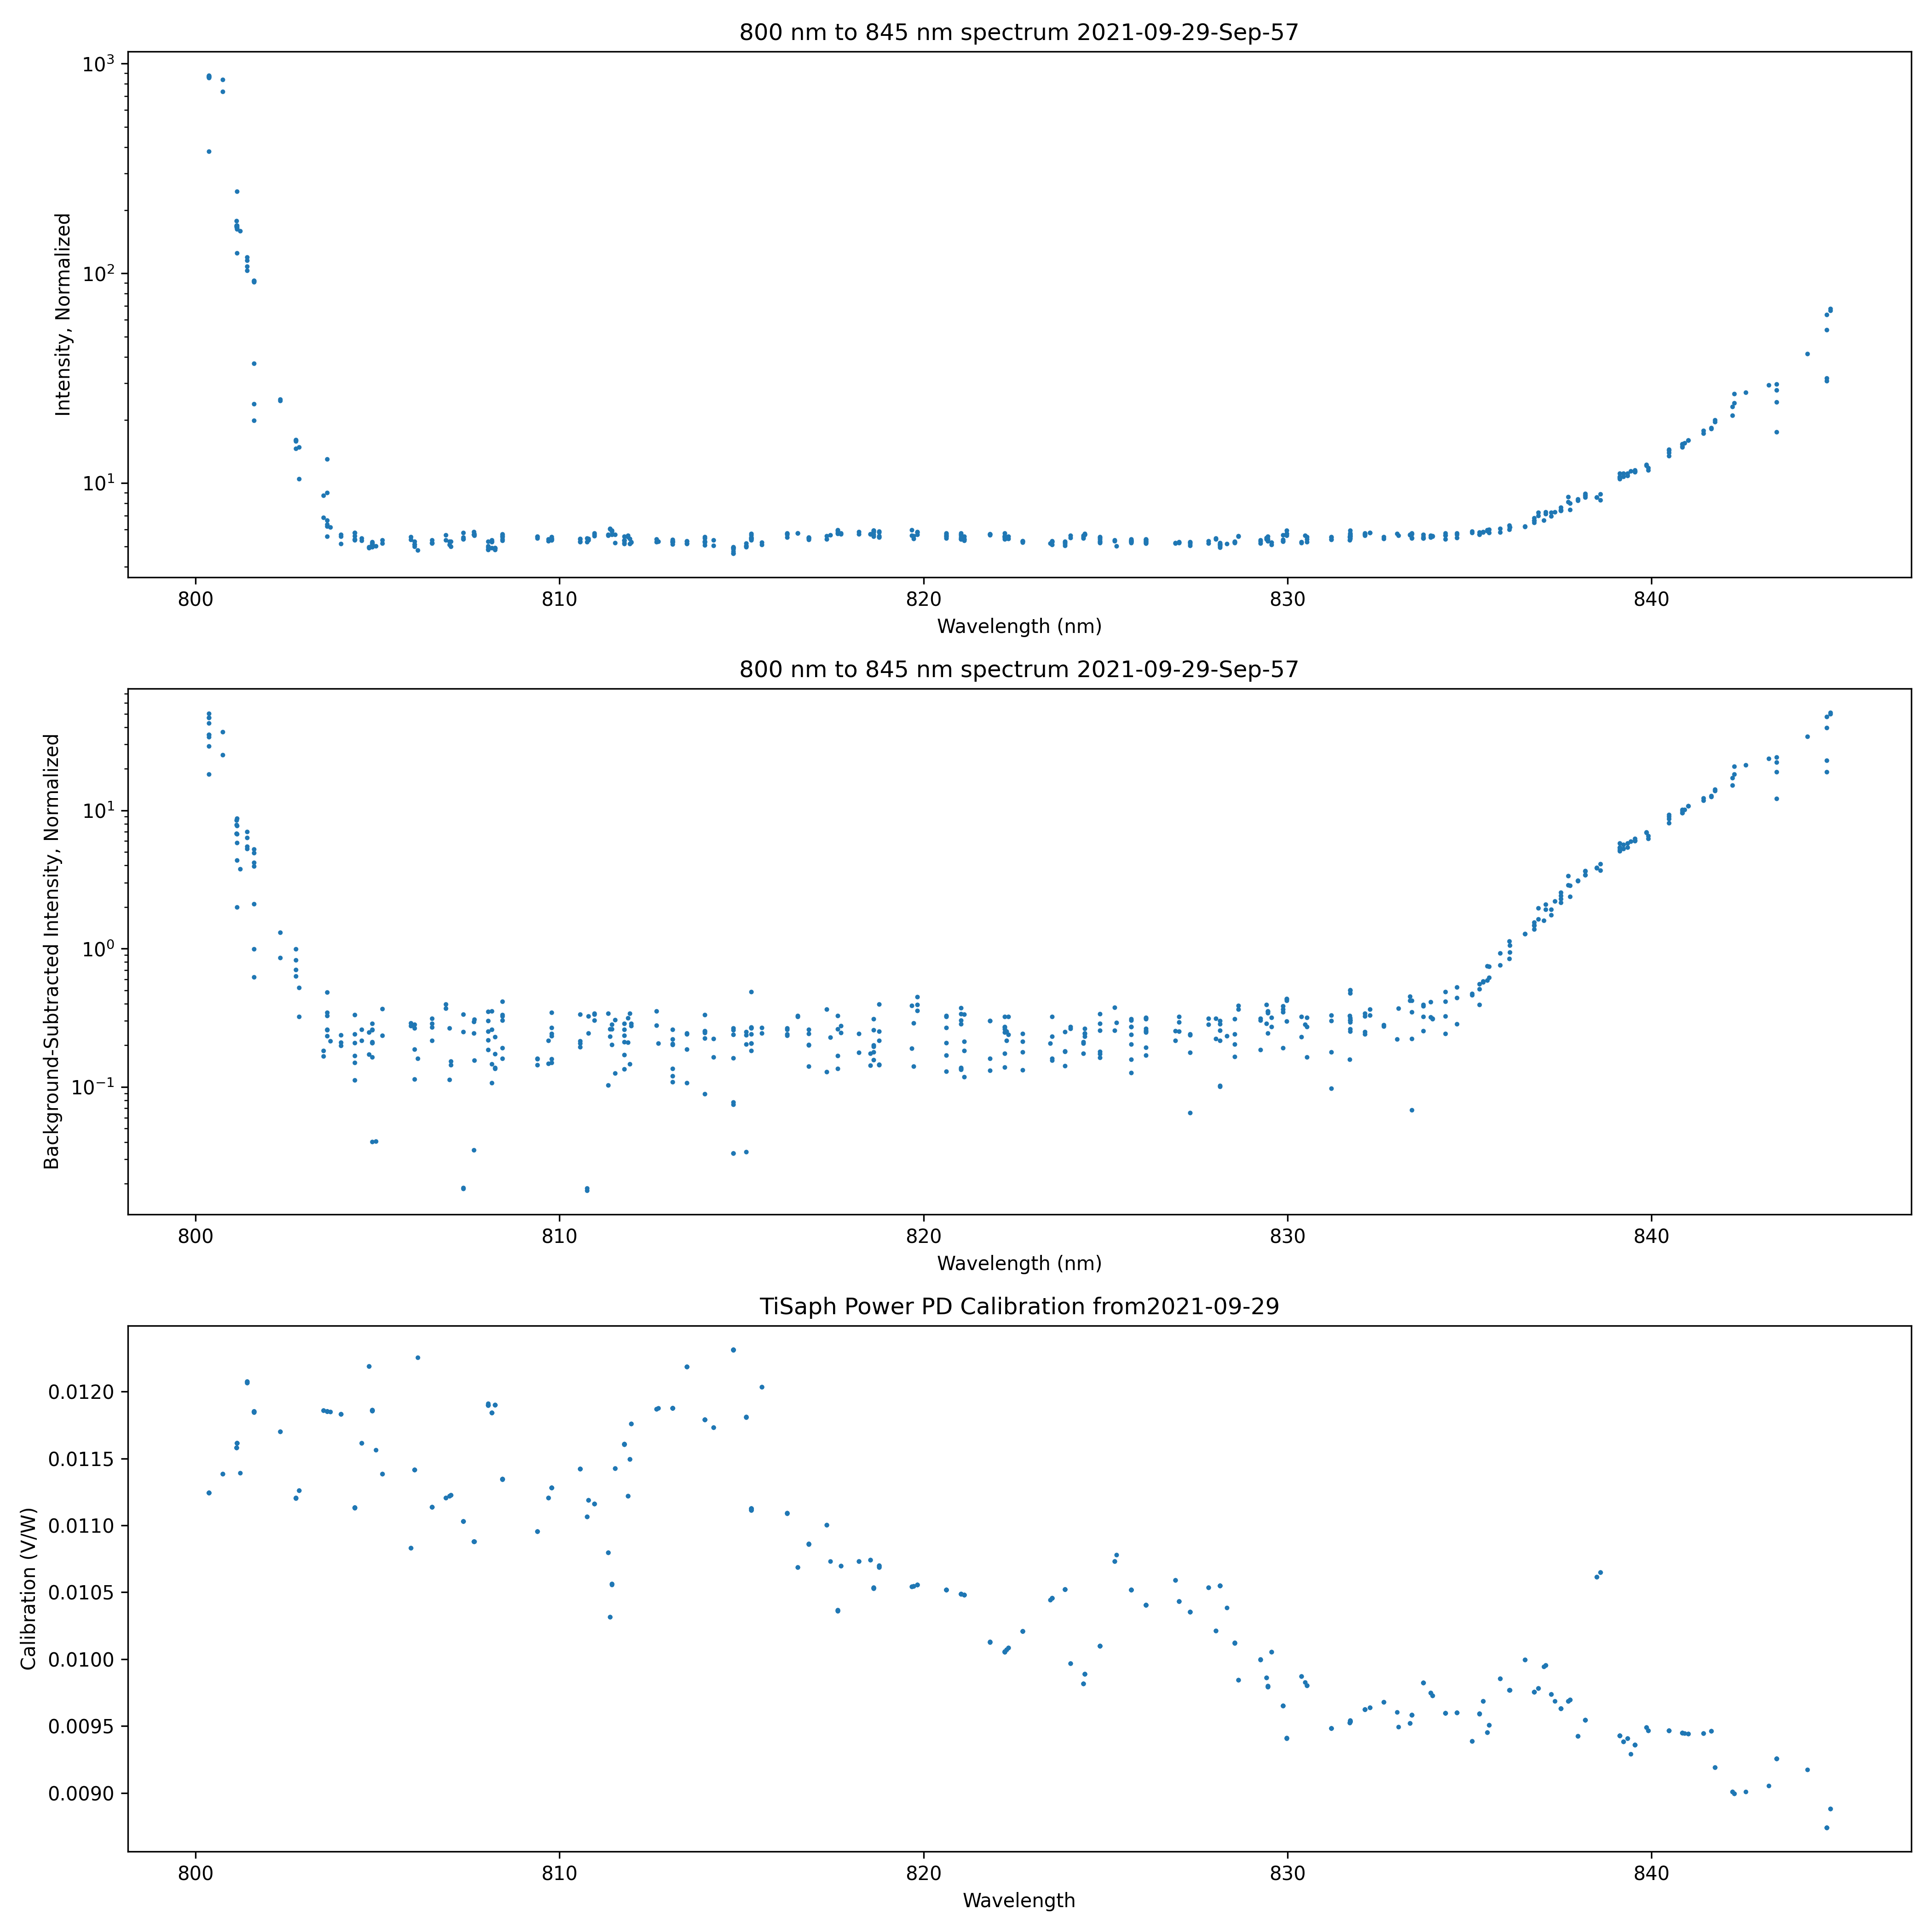 800 nm to 845 nm spectrum 2021-09-29-Sep-57
10³
10²
10¹
Intensity, Normalized
800 810 820 830 840
Wavelength (nm)
800 nm to 845 nm spectrum 2021-09-29-Sep-57
10¹
10⁰
10⁻¹
Background-Subtracted Intensity, Normalized
800 810 820 830 840
Wavelength (nm)
TiSaph Power PD Calibration from2021-09-29
0.0120
0.0115
0.0110
0.0105
0.0100
0.0095
0.0090
Calibration (V/W)
800 810 820 830 840
Wavelength